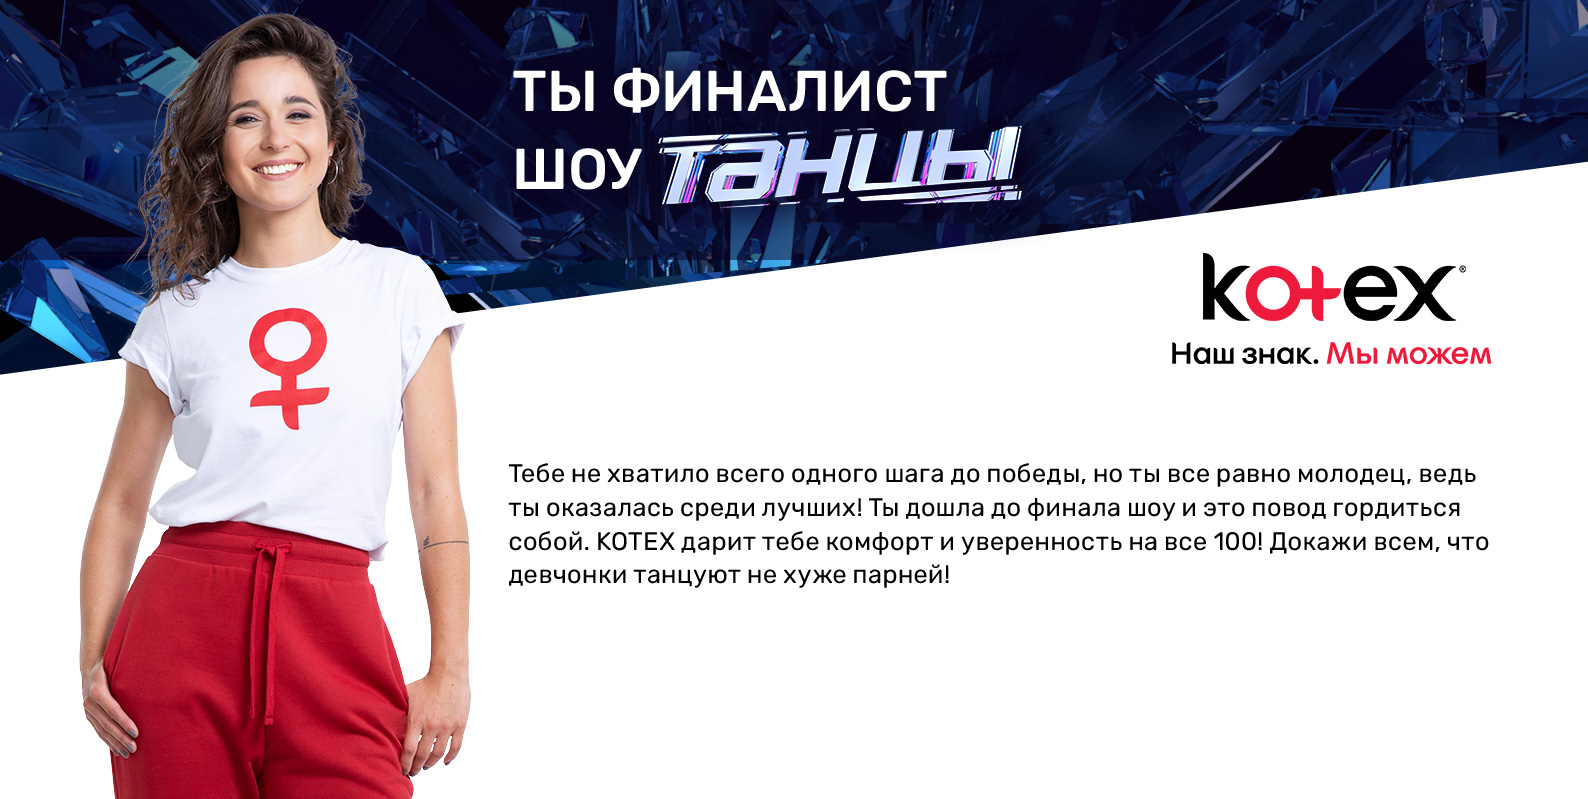 ТЫ ФИНАЛИСТ
ШОУ ТАНЦЫ
kotex®
Наш знак. Мы можем
Тебе не хватило всего одного шага до победы, но ты все равно молодец, ведь
ты оказалась среди лучших! Ты дошла до финала шоу и это повод гордиться
собой. KOTEX дарит тебе комфорт и уверенность на все 100! Докажи всем, что
девчонки танцуют не хуже парней!